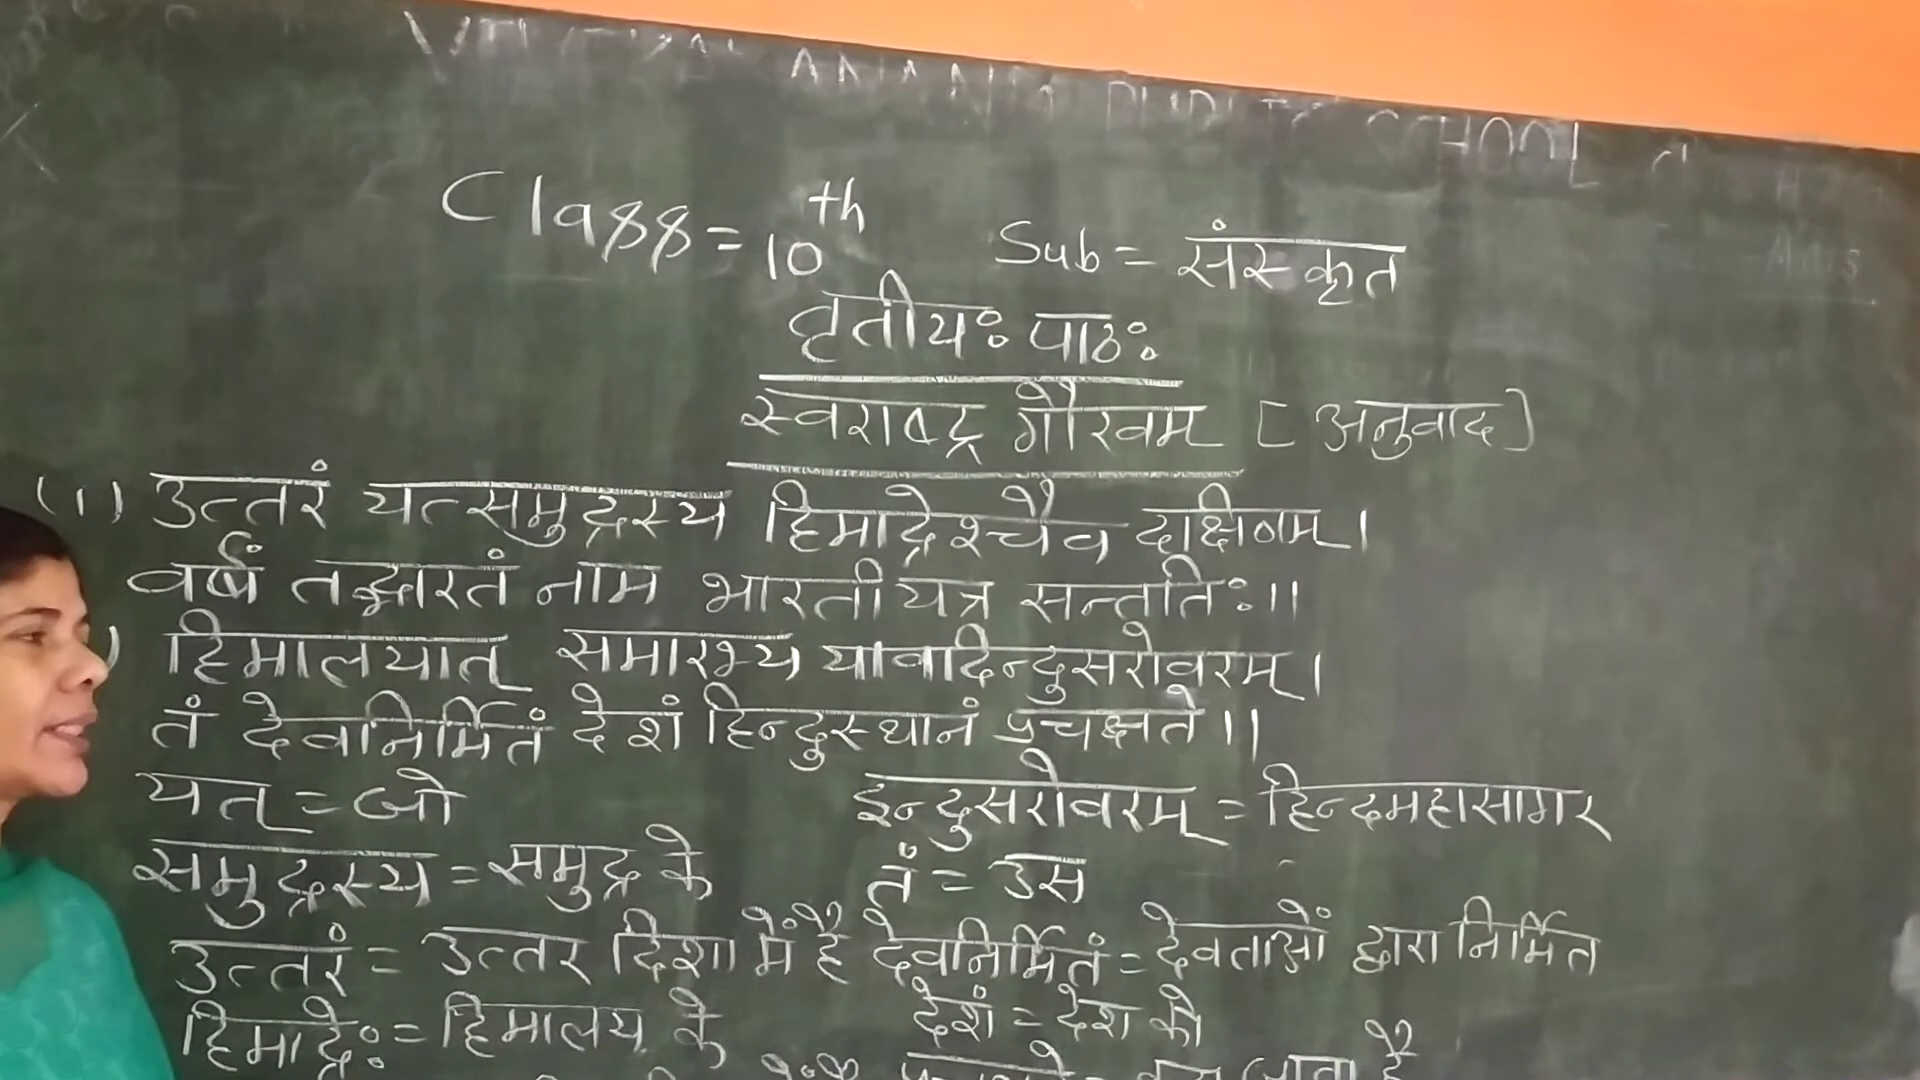 SCHOOL
Class = 10th Sub = संस्कृत
तृतीयः पाठः
स्वराष्ट्र गौरवम् [ अनुवाद ]
(1) उत्तरं यत्समुद्रस्य हिमाद्रेश्चैव दक्षिणम् ।
वर्षं तद्भारतं नाम भारती यत्र सन्ततिः ।।
) हिमालयात् समारभ्य यावदिन्दुसरोवरम् ।
तं देवनिर्मितं देशं हिन्दुस्थानं प्रचक्षते ।।
यत् = जो इन्दुसरोवरम् = हिन्दमहासागर
समुद्रस्य = समुद्र के तं = उस
उत्तरं = उत्तर दिशा में है देवनिर्मितं = देवताओं द्वारा निर्मित
हिमाद्रेः = हिमालय के देशं = देश को